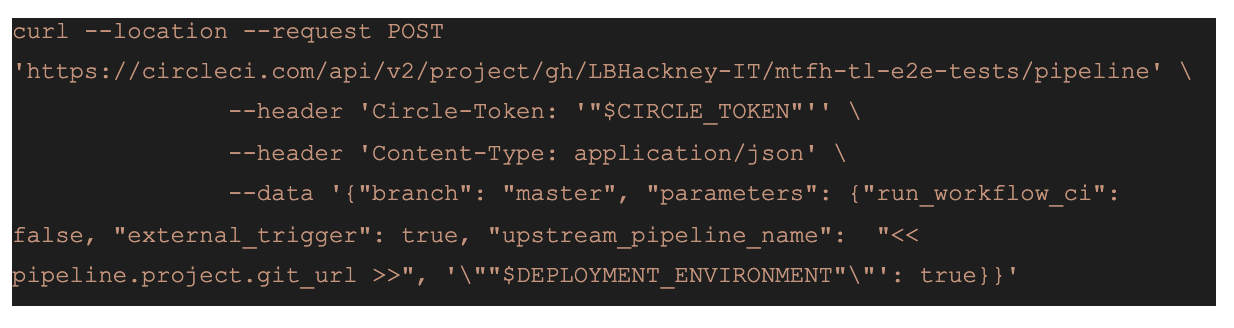 curl --location --request POST
'https://circleci.com/api/v2/project/gh/LBHackney-IT/mtfh-tl-e2e-tests/pipeline' \
--header 'Circle-Token: '"$CIRCLE_TOKEN"'' \
--header 'Content-Type: application/json' \
--data '{"branch": "master", "parameters": {"run_workflow_ci":
false, "external_trigger": true, "upstream_pipeline_name":  "<<
pipeline.project.git_url >>", '\""$DEPLOYMENT_ENVIRONMENT"\"': true}}'